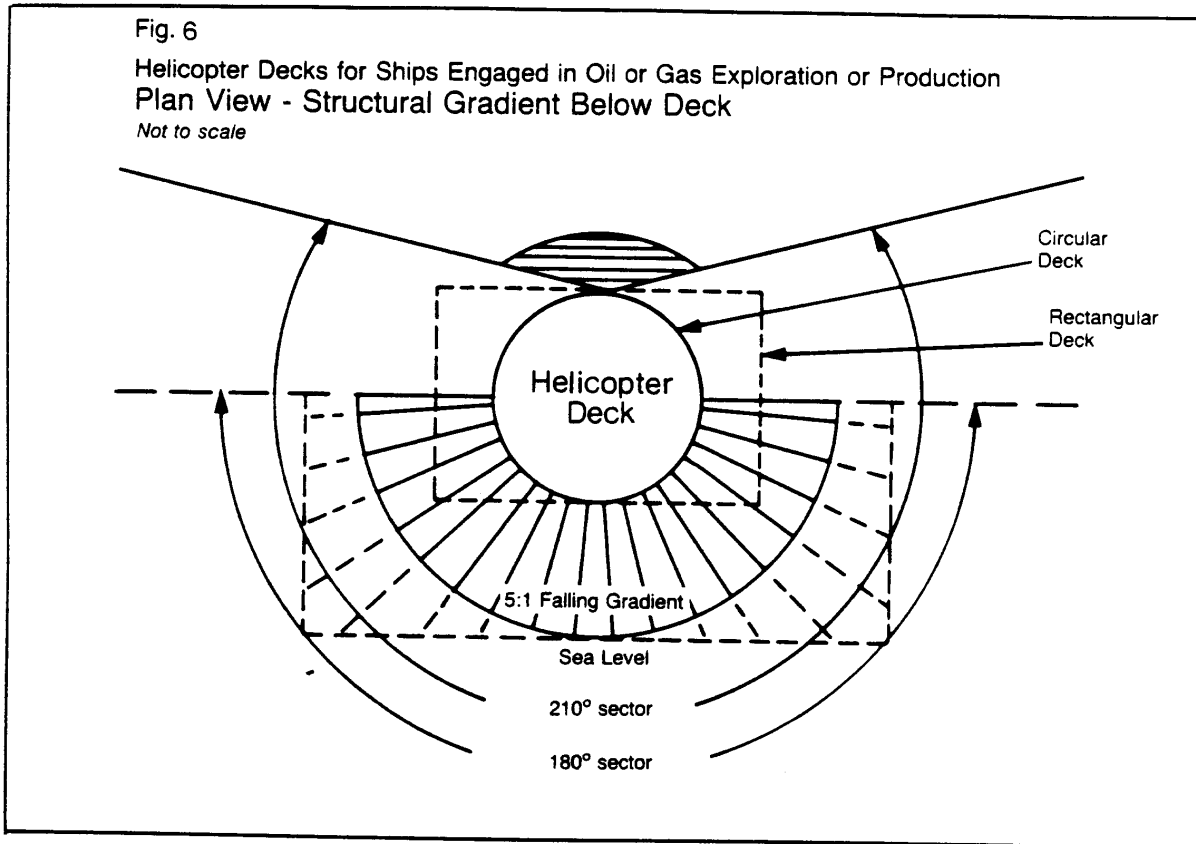 Fig. 6
Helicopter Decks for Ships Engaged in Oil or Gas Exploration or Production
Plan View - Structural Gradient Below Deck
Not to scale
Circular
Deck
Rectangular
Deck
Helicopter
Deck
5:1 Falling Gradient
Sea Level
210° sector
180° sector